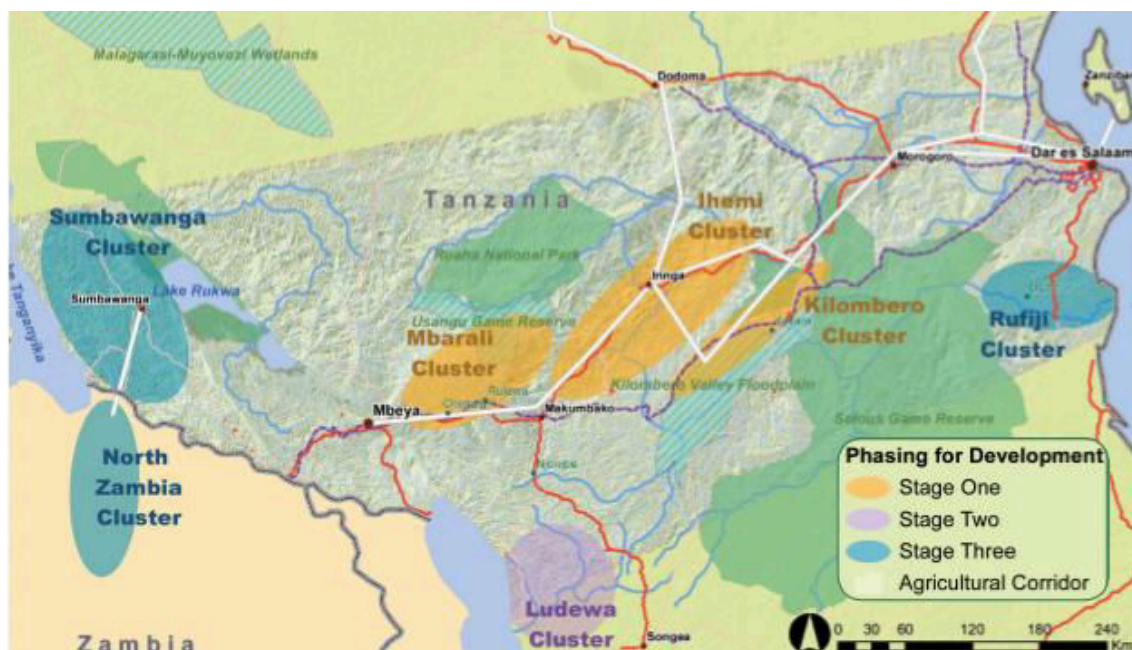 Malagarasi-Muyovozi Wetlands
Dodoma
Zanzibar
Dar es Salaam
Morogoro
Tanzania
Ihemi
Cluster
Sumbawanga
Cluster
Ruaha National Park
Iringa
Sumbawanga
Lake Rukwa
Tanganyika
Usangu Game Reserve
Mbarali
Cluster
Kilombero
Cluster
Rufiji
Cluster
Kilombero Valley Floodplain
Rujewa
Mbeya
Makumbako
Selous Game Reserve
North
Zambia
Cluster
Phasing for Development
Stage One
Stage Two
Stage Three
Agricultural Corridor
Ludewa
Cluster
Songea
Zambia
0 30 60 120 180 240
Km